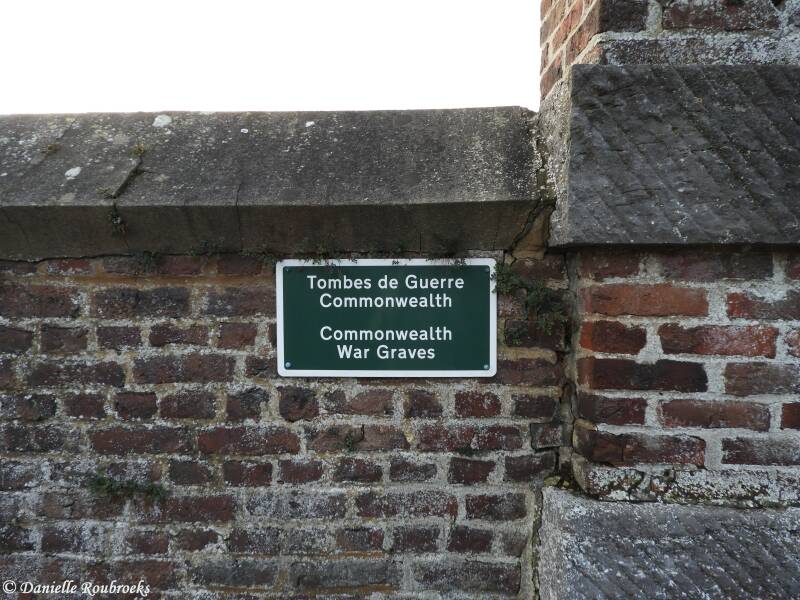 Tombes de Guerre
Commonwealth
Commonwealth
War Graves
© Danielle Roubroeks